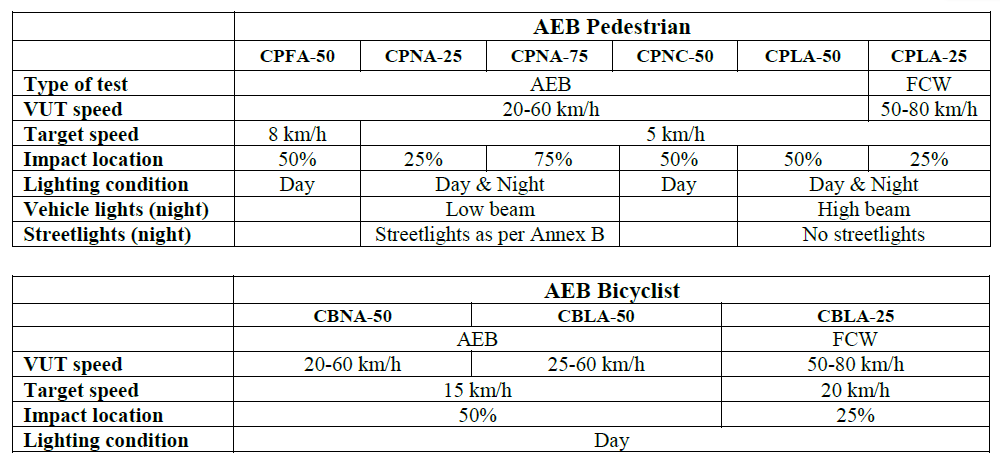 AEB Pedestrian
CPFA-50 CPNA-25 CPNA-75 CPNC-50 CPLA-50 CPLA-25
Type of test AEB FCW
VUT speed 20-60 km/h 50-80 km/h
Target speed 8 km/h 5 km/h
Impact location 50% 25% 75% 50% 50% 25%
Lighting condition Day Day & Night Day Day & Night
Vehicle lights (night) Low beam High beam
Streetlights (night) Streetlights as per Annex B No streetlights
AEB Bicyclist
CBNA-50 CBLA-50 CBLA-25
AEB FCW
VUT speed 20-60 km/h 25-60 km/h 50-80 km/h
Target speed 15 km/h 20 km/h
Impact location 50% 25%
Lighting condition Day